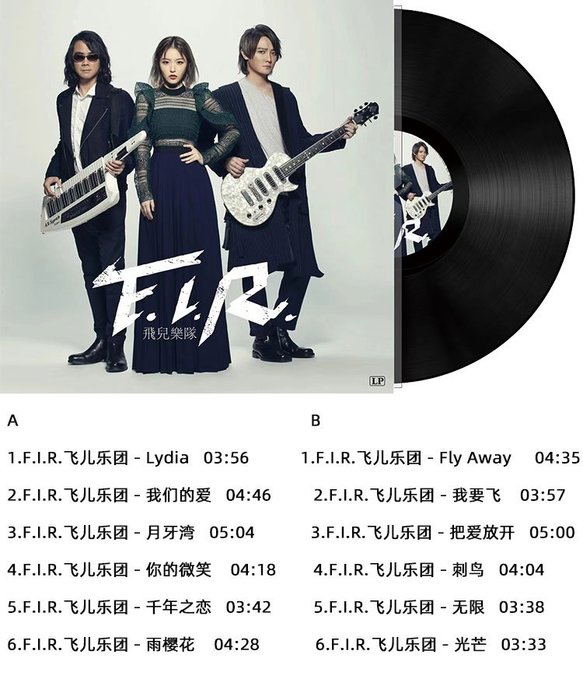 F.I.R.
飛兒樂隊
LP
F.I.R.
A
1.F.I.R.飞儿乐团 - Lydia 03:56
2.F.I.R.飞儿乐团 - 我们的爱 04:46
3.F.I.R.飞儿乐团 - 月牙湾 05:04
4.F.I.R.飞儿乐团 - 你的微笑 04:18
5.F.I.R.飞儿乐团 - 千年之恋 03:42
6.F.I.R.飞儿乐团 - 雨樱花 04:28
B
1.F.I.R.飞儿乐团 - Fly Away 04:35
2.F.I.R.飞儿乐团 - 我要飞 03:57
3.F.I.R.飞儿乐团 - 把爱放开 05:00
4.F.I.R.飞儿乐团 - 刺鸟 04:04
5.F.I.R.飞儿乐团 - 无限 03:38
6.F.I.R.飞儿乐团 - 光芒 03:33